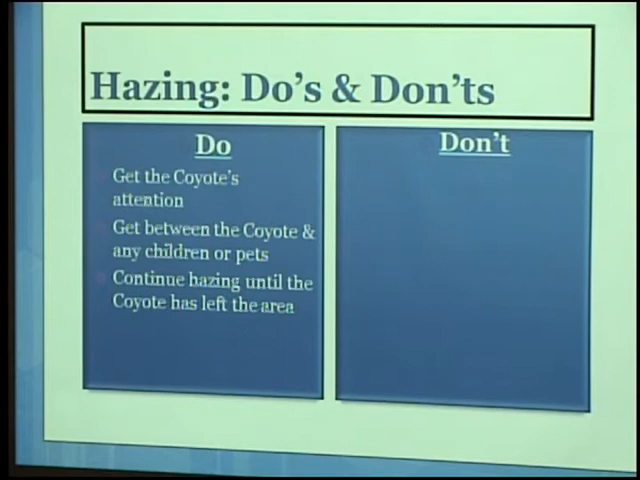 Hazing: Do's & Don'ts
Do
Get the Coyote's
attention
Get between the Coyote &
any children or pets
Continue hazing until the
Coyote has left the area
Don't